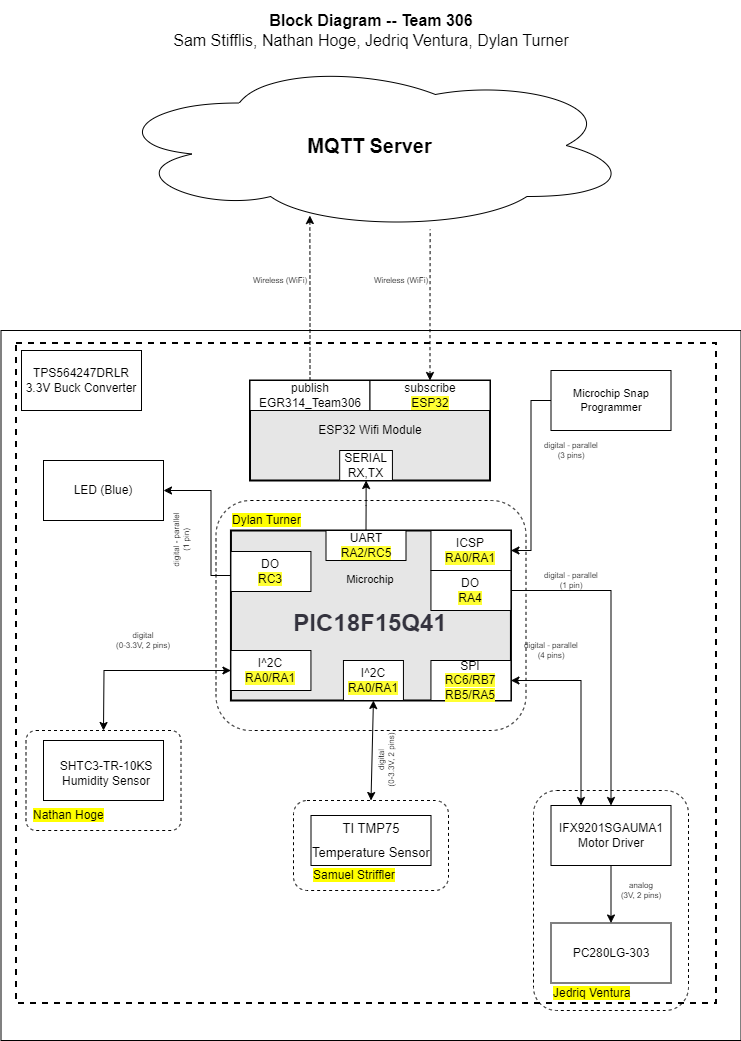 Block Diagram -- Team 306
Sam Stifflis, Nathan Hoge, Jedriq Ventura, Dylan Turner
MQTT Server
Wireless (WiFi)
Wireless (WiFi)
TPS564247DRLR
3.3V Buck Converter
publish
EGR314_Team306
subscribe
ESP32
ESP32 Wifi Module
SERIAL
RX,TX
Microchip Snap
Programmer
digital - parallel
(3 pins)
LED (Blue)
digital - parallel
(1 pin)
Dylan Turner
UART
RA2/RC5
ICSP
RA0/RA1
DO
RC3
Microchip
DO
RA4
PIC18F15Q41
digital - parallel
(1 pin)
digital
(0-3.3V, 2 pins)
I^2C
RA0/RA1
I^2C
RA0/RA1
SPI
RC6/RB7
RB5/RA5
digital - parallel
(4 pins)
digital
(0-3.3V, 2 pins)
SHTC3-TR-10KS
Humidity Sensor
Nathan Hoge
TI TMP75
Temperature Sensor
Samuel Striffler
IFX9201SGAUMA1
Motor Driver
analog
(3V, 2 pins)
PC280LG-303
Jedriq Ventura